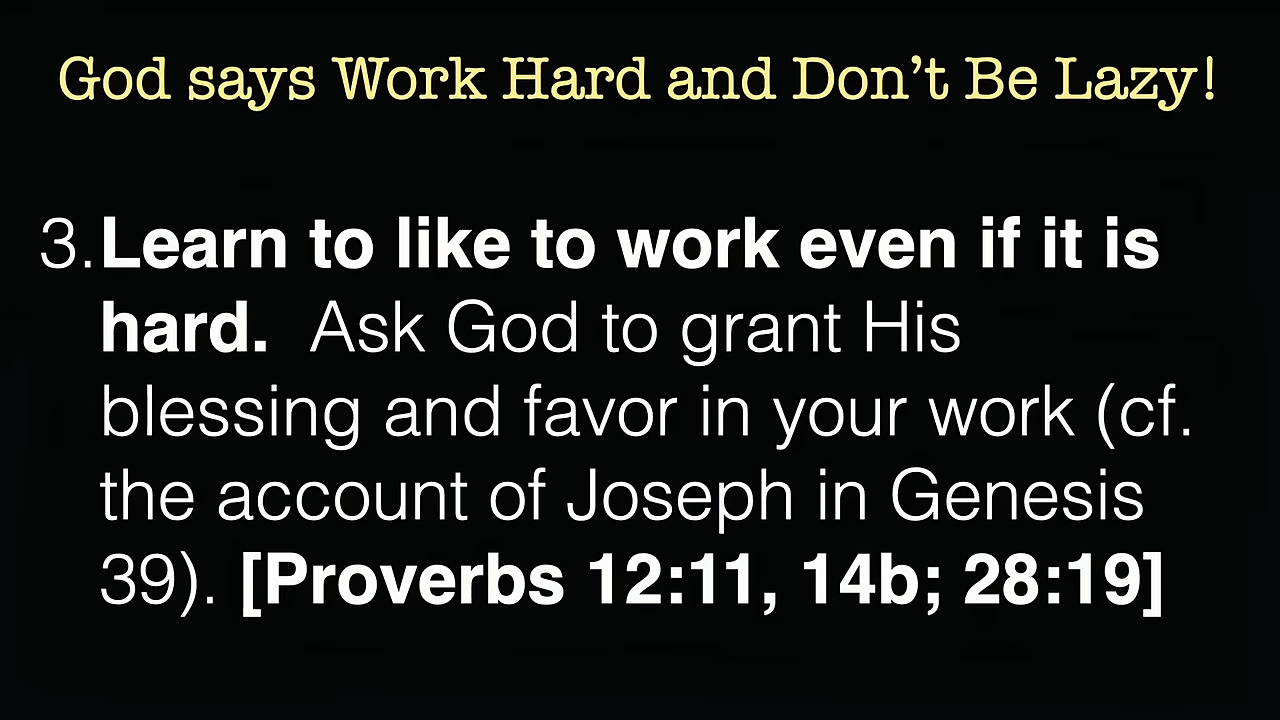 God says Work Hard and Don’t Be Lazy!
3. Learn to like to work even if it is
hard. Ask God to grant His
blessing and favor in your work (cf.
the account of Joseph in Genesis
39). [Proverbs 12:11, 14b; 28:19]